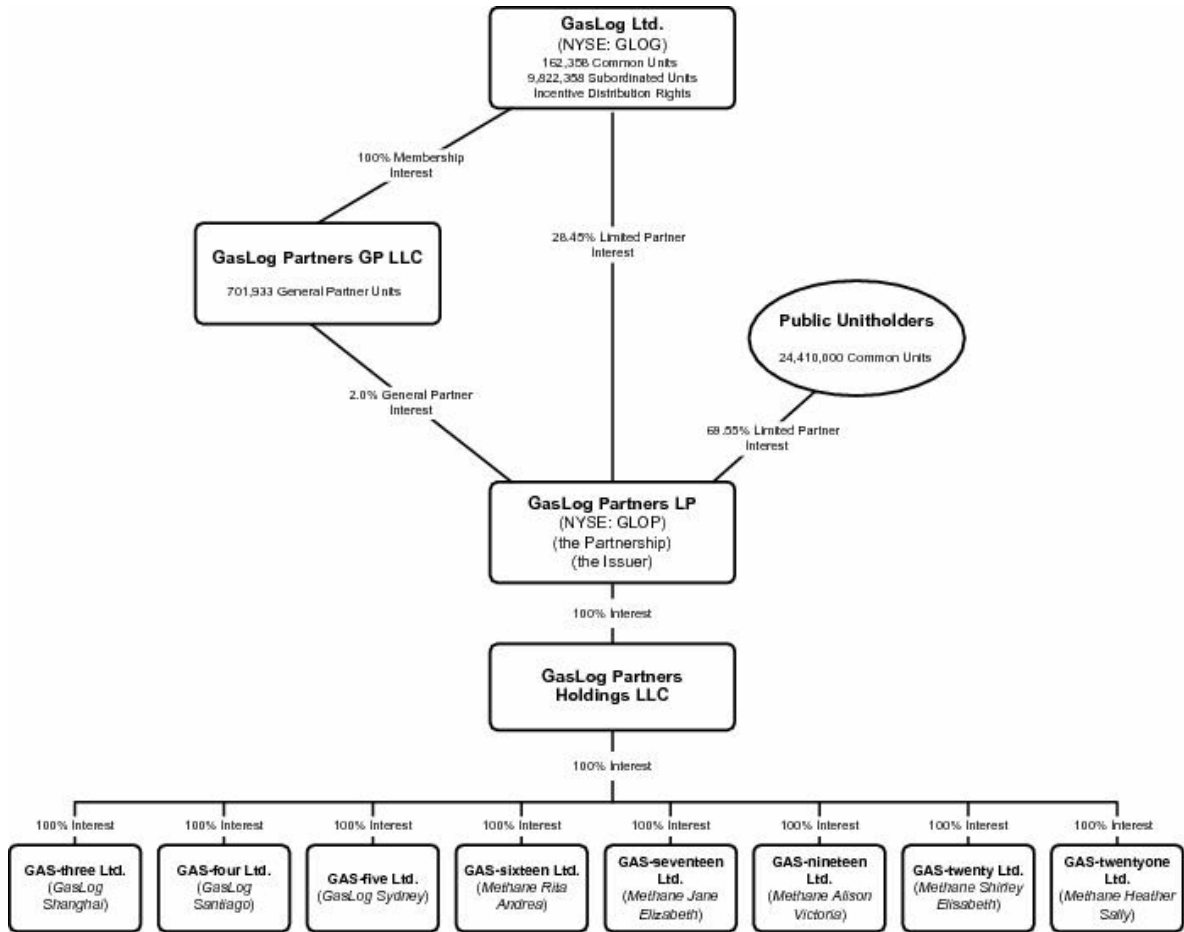 GasLog Ltd.
(NYSE: GLOG)
162,358 Common Units
9,822,358 Subordinated Units
Incentive Distribution Rights
100% Membership
Interest
28.45% Limited Partner
Interest
GasLog Partners GP LLC
701,933 General Partner Units
Public Unitholders
24,410,000 Common Units
2.0% General Partner
Interest
69.55% Limited Partner
Interest
GasLog Partners LP
(NYSE: GLOP)
(the Partnership)
(the Issuer)
100% Interest
GasLog Partners
Holdings LLC
100% Interest
100% Interest
100% Interest
100% Interest
100% Interest
100% Interest
100% Interest
100% Interest
100% Interest
GAS-three Ltd.
(GasLog
Shanghai)
GAS-four Ltd.
(GasLog
Santiago)
GAS-five Ltd.
(GasLog Sydney)
GAS-sixteen Ltd.
(Methane Rita
Andrea)
GAS-seventeen
Ltd.
(Methane Jane
Elizabeth)
GAS-nineteen
Ltd.
(Methane Alison
Victoria)
GAS-twenty Ltd.
(Methane Shirley
Elisabeth)
GAS-twentyone
Ltd.
(Methane Heather
Sally)